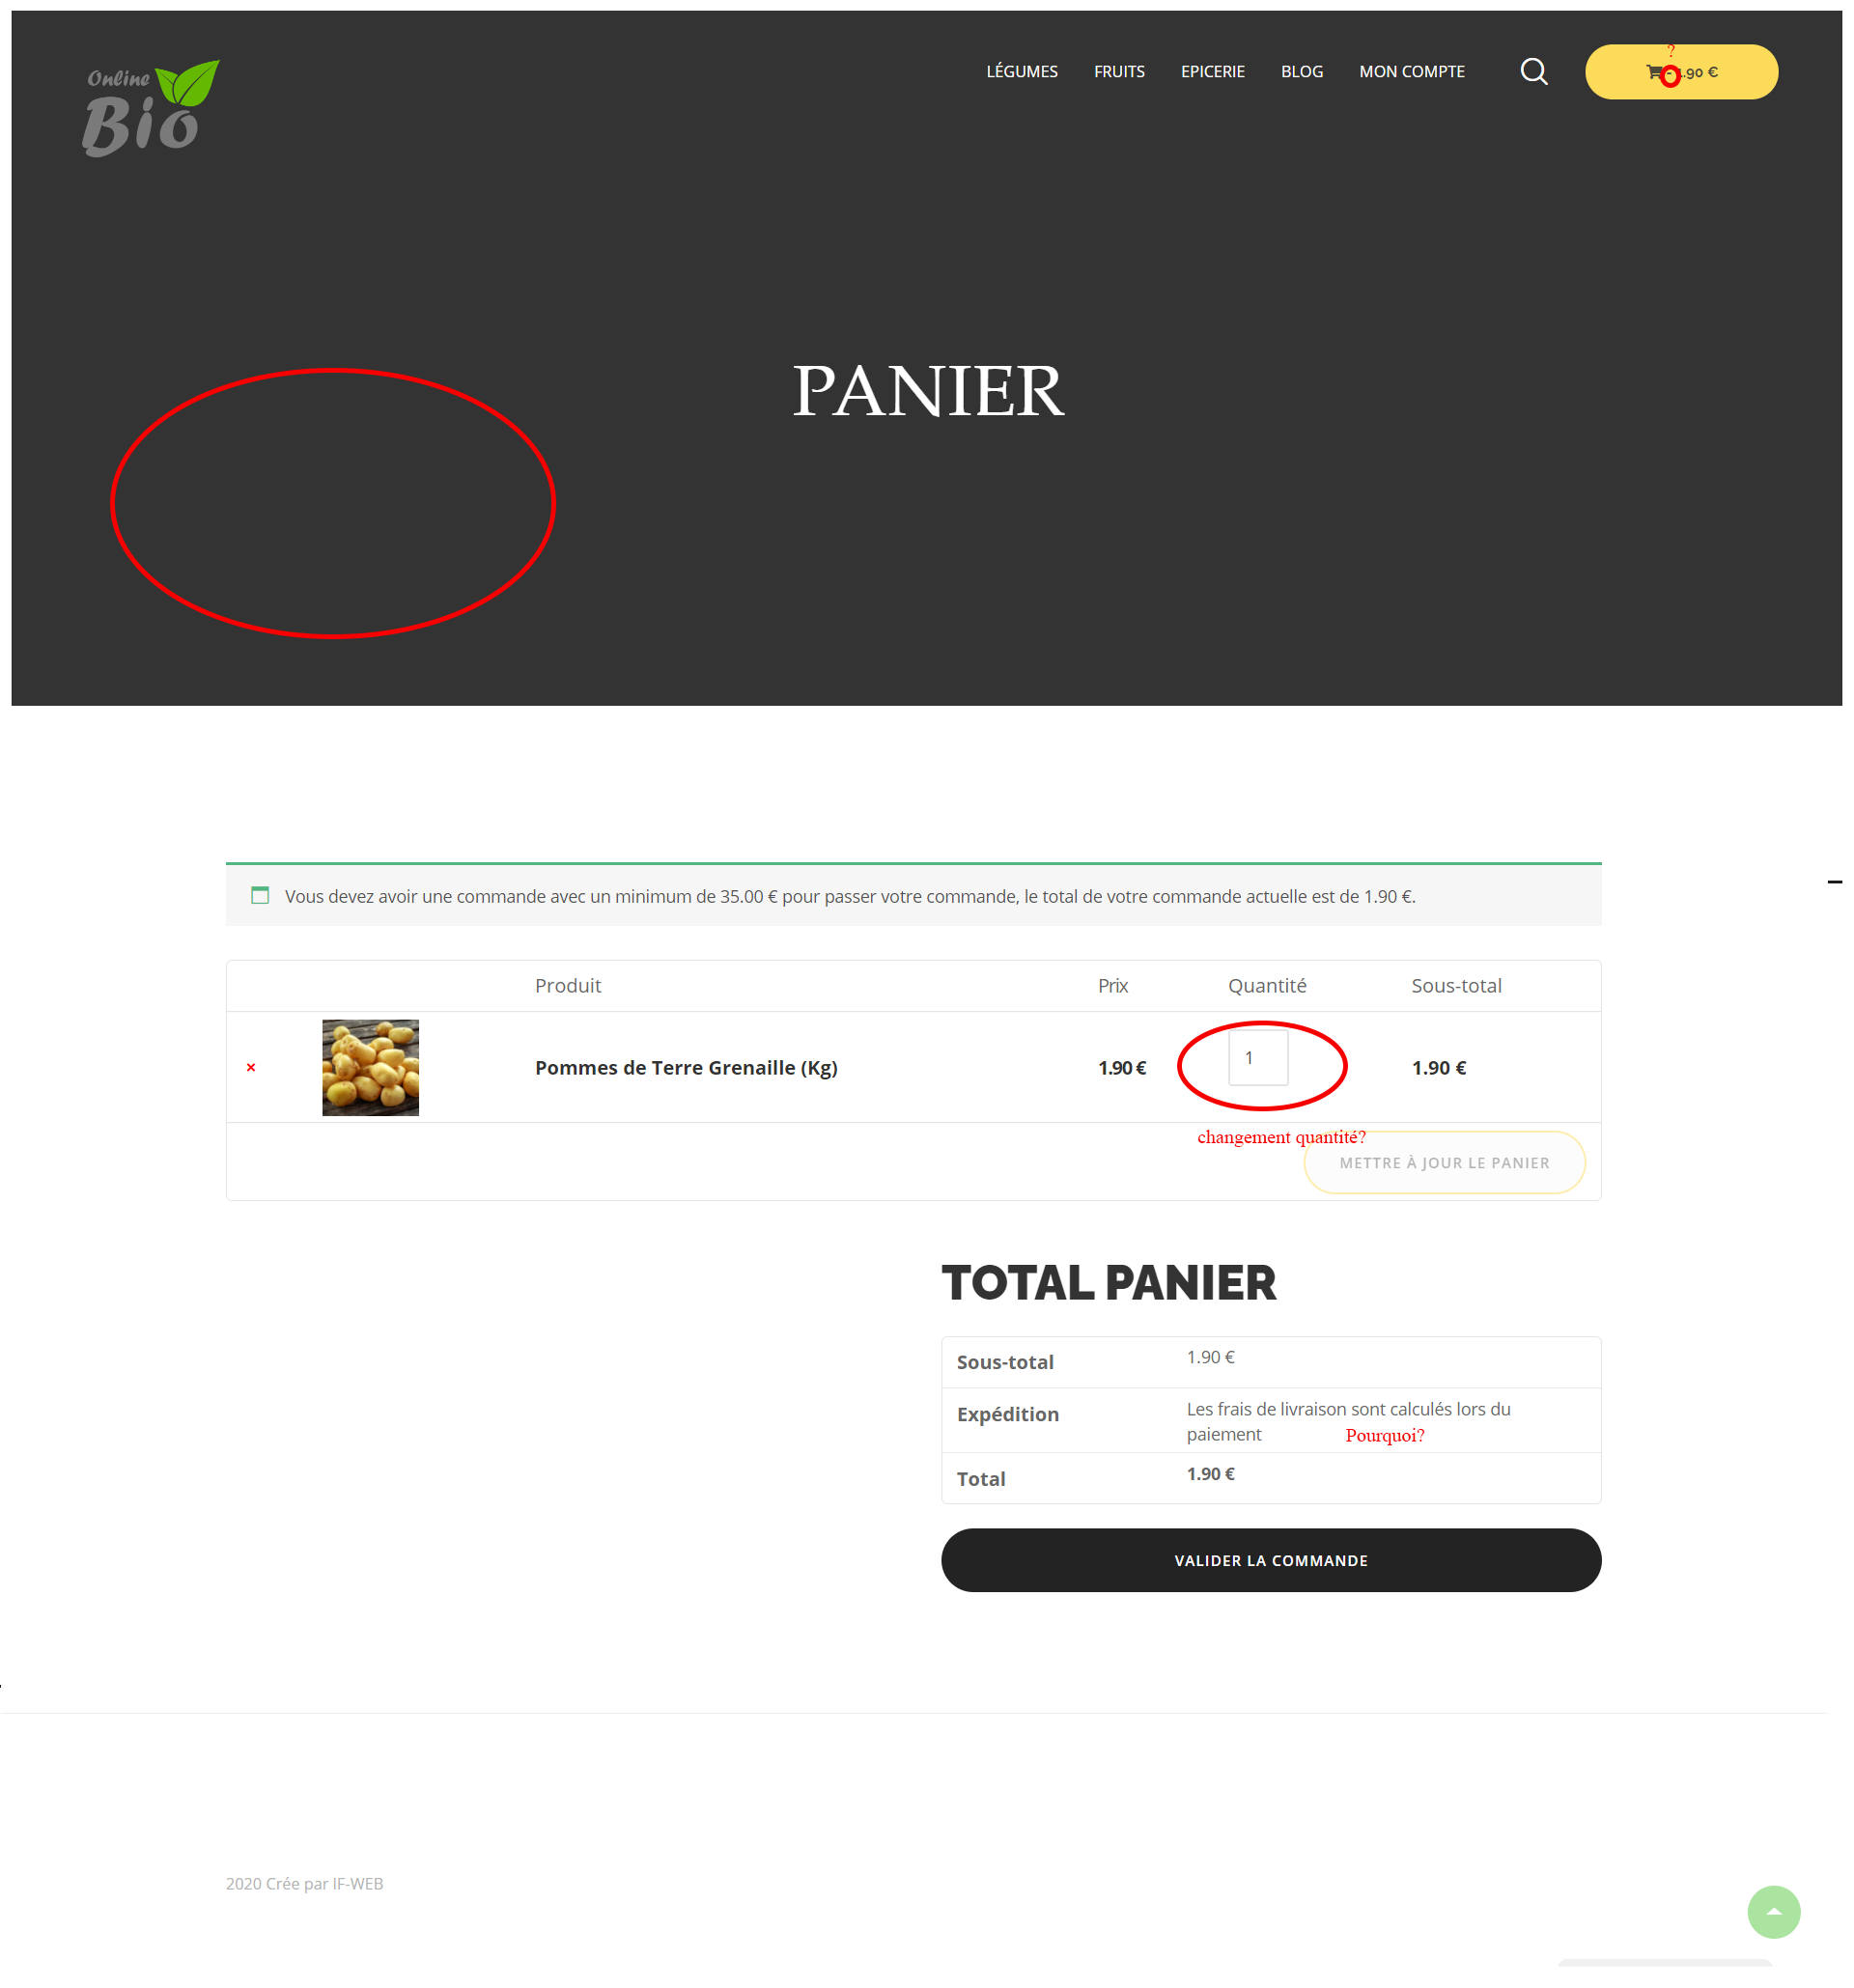 Online
Bio
LÉGUMES FRUITS EPICERIE BLOG MON COMPTE
?
.90 €
PANIER
Vous devez avoir une commande avec un minimum de 35.00 € pour passer votre commande, le total de votre commande actuelle est de 1.90 €.
Produit Prix Quantité Sous-total
× Pommes de Terre Grenaille (Kg) 1.90 € 1 1.90 €
changement quantité?
METTRE À JOUR LE PANIER
TOTAL PANIER
Sous-total 1.90 €
Expédition Les frais de livraison sont calculés lors du
paiement Pourquoi?
Total 1.90 €
VALIDER LA COMMANDE
2020 Crée par IF-WEB